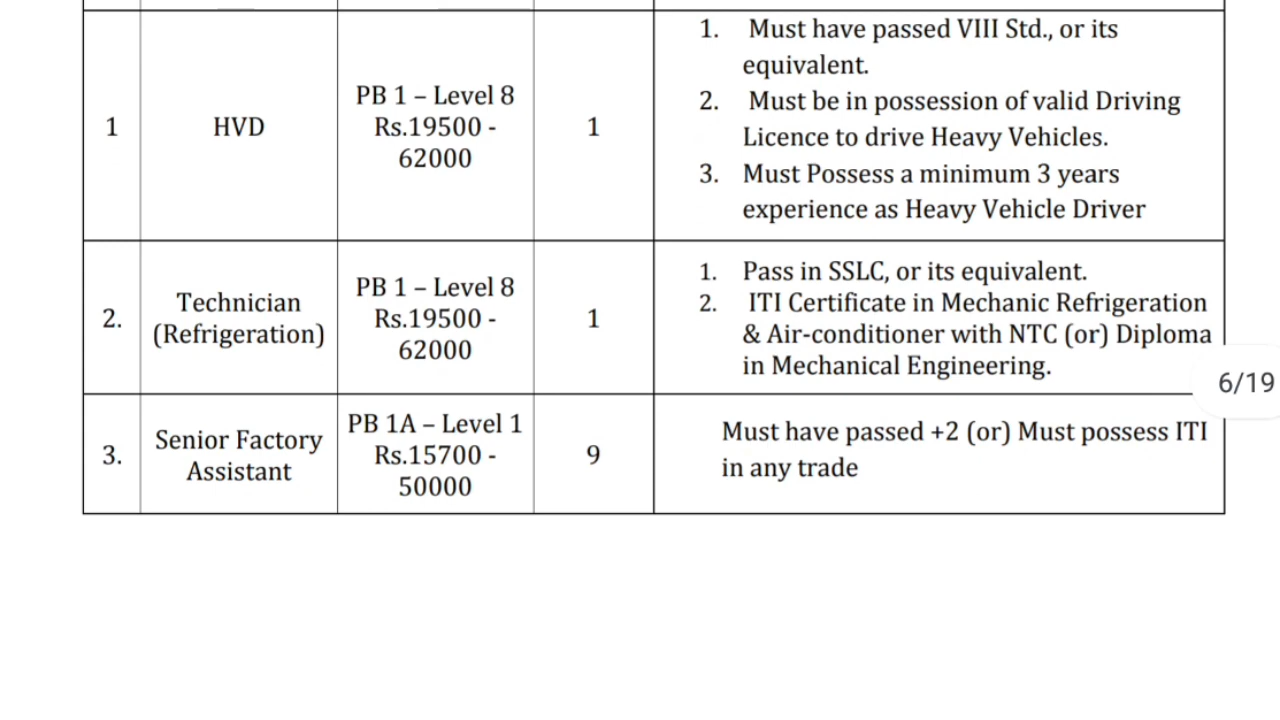 1
HVD
PB 1 – Level 8
Rs.19500 -
62000
1
1. Must have passed VIII Std., or its
equivalent.
2. Must be in possession of valid Driving
Licence to drive Heavy Vehicles.
3. Must Possess a minimum 3 years
experience as Heavy Vehicle Driver
2.
Technician
(Refrigeration)
PB 1 – Level 8
Rs.19500 -
62000
1
1. Pass in SSLC, or its equivalent.
2. ITI Certificate in Mechanic Refrigeration
& Air-conditioner with NTC (or) Diploma
in Mechanical Engineering.
6/19
3.
Senior Factory
Assistant
PB 1A – Level 1
Rs.15700 -
50000
9
Must have passed +2 (or) Must possess ITI
in any trade